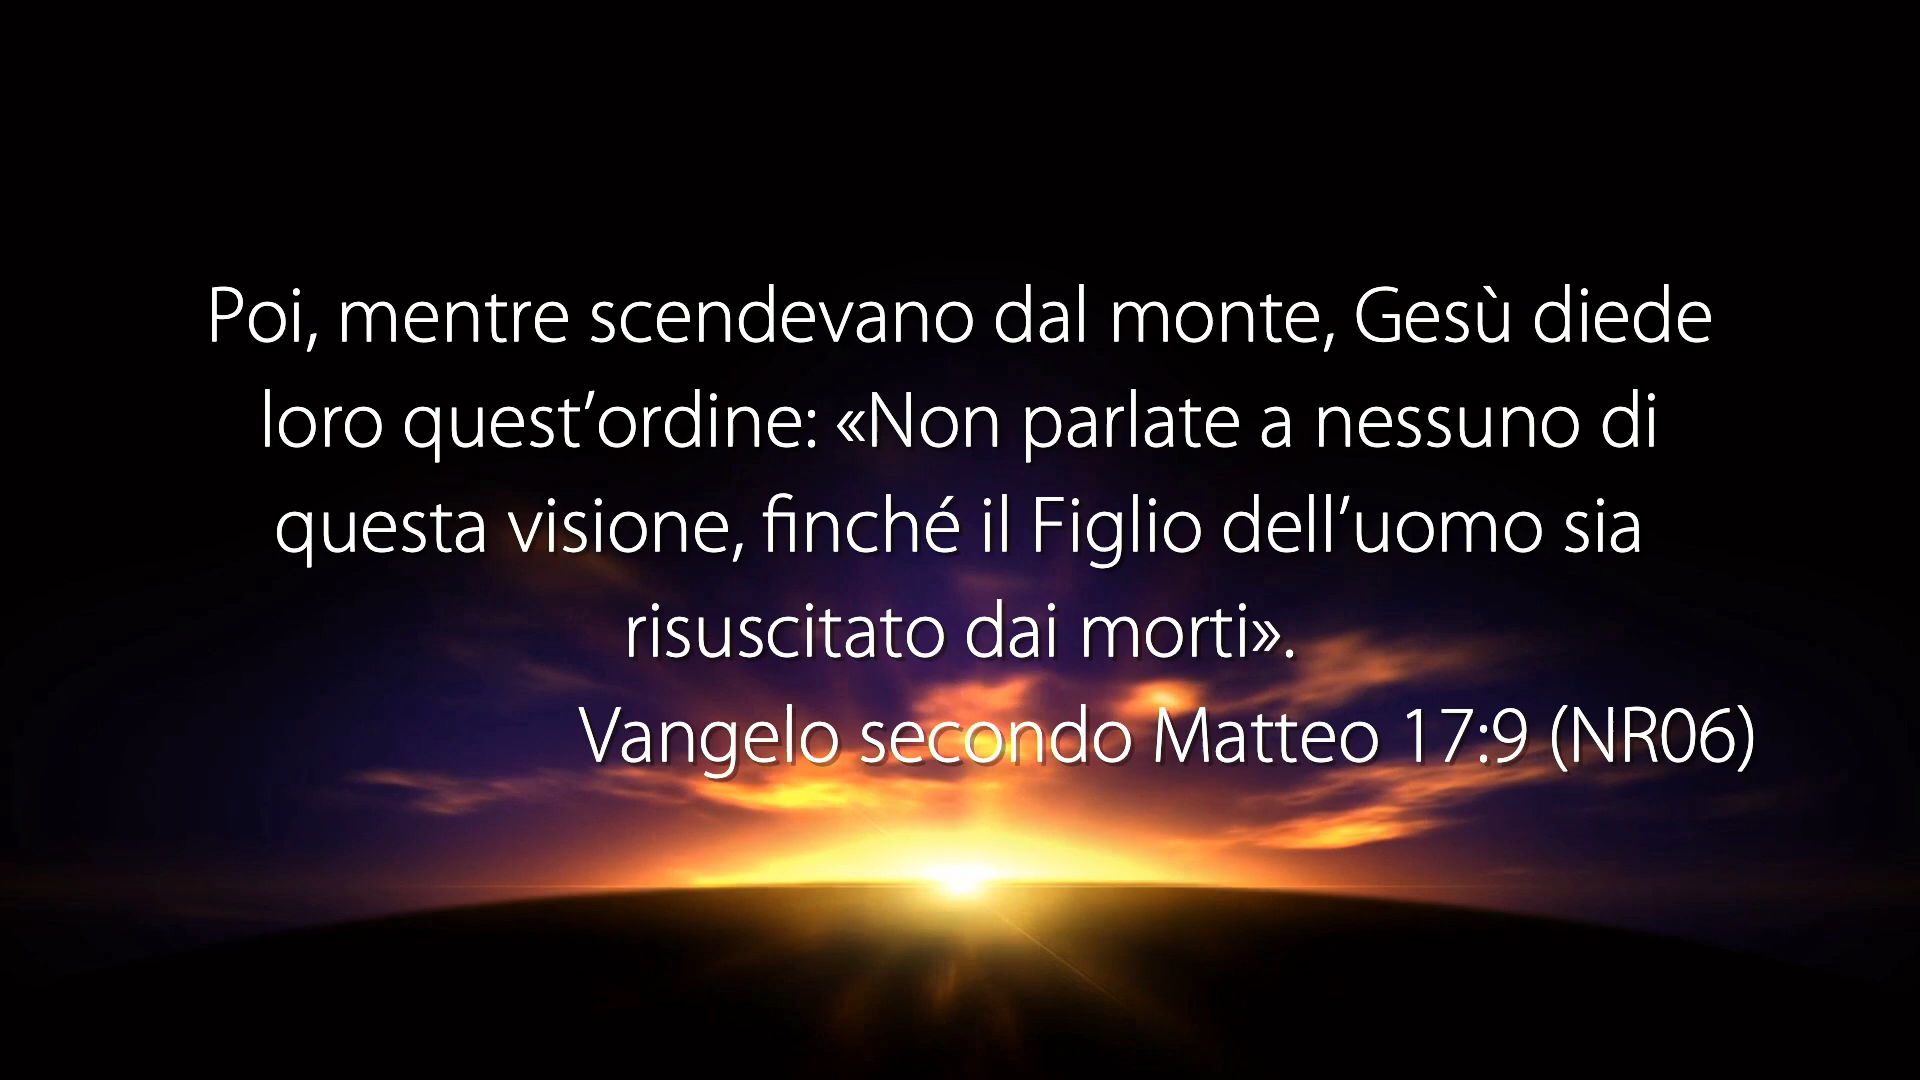 Poi, mentre scendevano dal monte, Gesù diede
loro quest’ordine: «Non parlate a nessuno di
questa visione, finché il Figlio dell’uomo sia
risuscitato dai morti».
Vangelo secondo Matteo 17:9 (NR06)